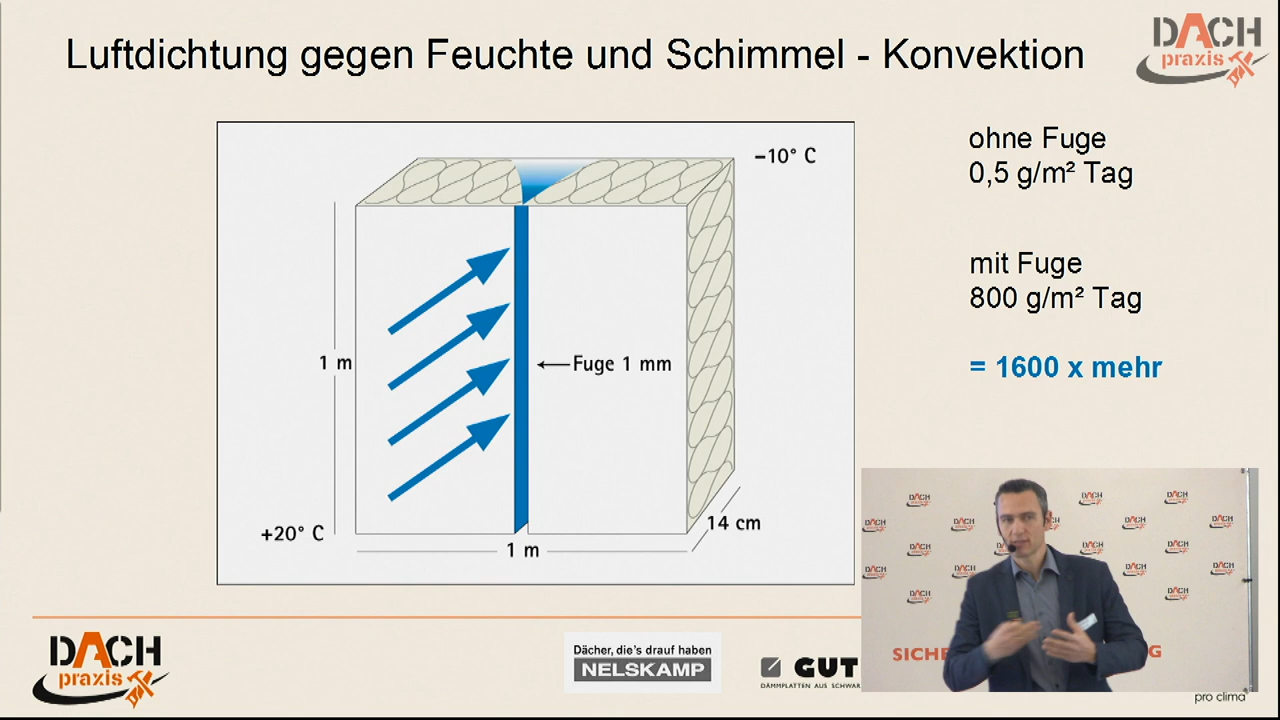 Luftdichtung gegen Feuchte und Schimmel - Konvektion
DACH
praxis
ohne Fuge
0,5 g/m² Tag
mit Fuge
800 g/m² Tag
= 1600 x mehr
−10° C
1 m
Fuge 1 mm
+20° C
14 cm
1 m
DACH
praxis
Dächer, die's drauf haben
NELSKAMP
GUT
DÄMMPLATTEN AUS SCHWAR
SICHE
G
pro clima